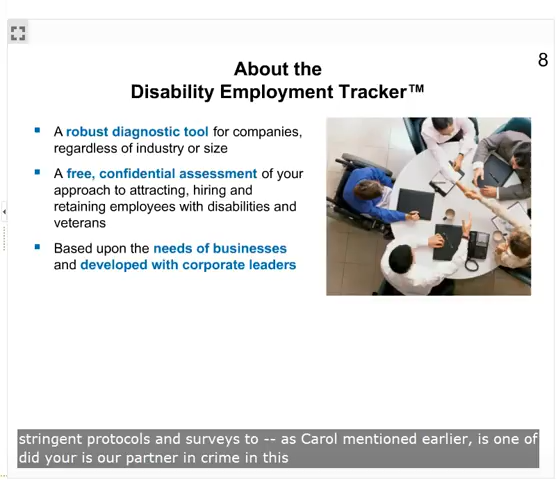 8
About the
Disability Employment Tracker™
A robust diagnostic tool for companies,
regardless of industry or size
A free, confidential assessment of your
approach to attracting, hiring and
retaining employees with disabilities and
veterans
Based upon the needs of businesses
and developed with corporate leaders
stringent protocols and surveys to -- as Carol mentioned earlier, is one of
did your is our partner in crime in this